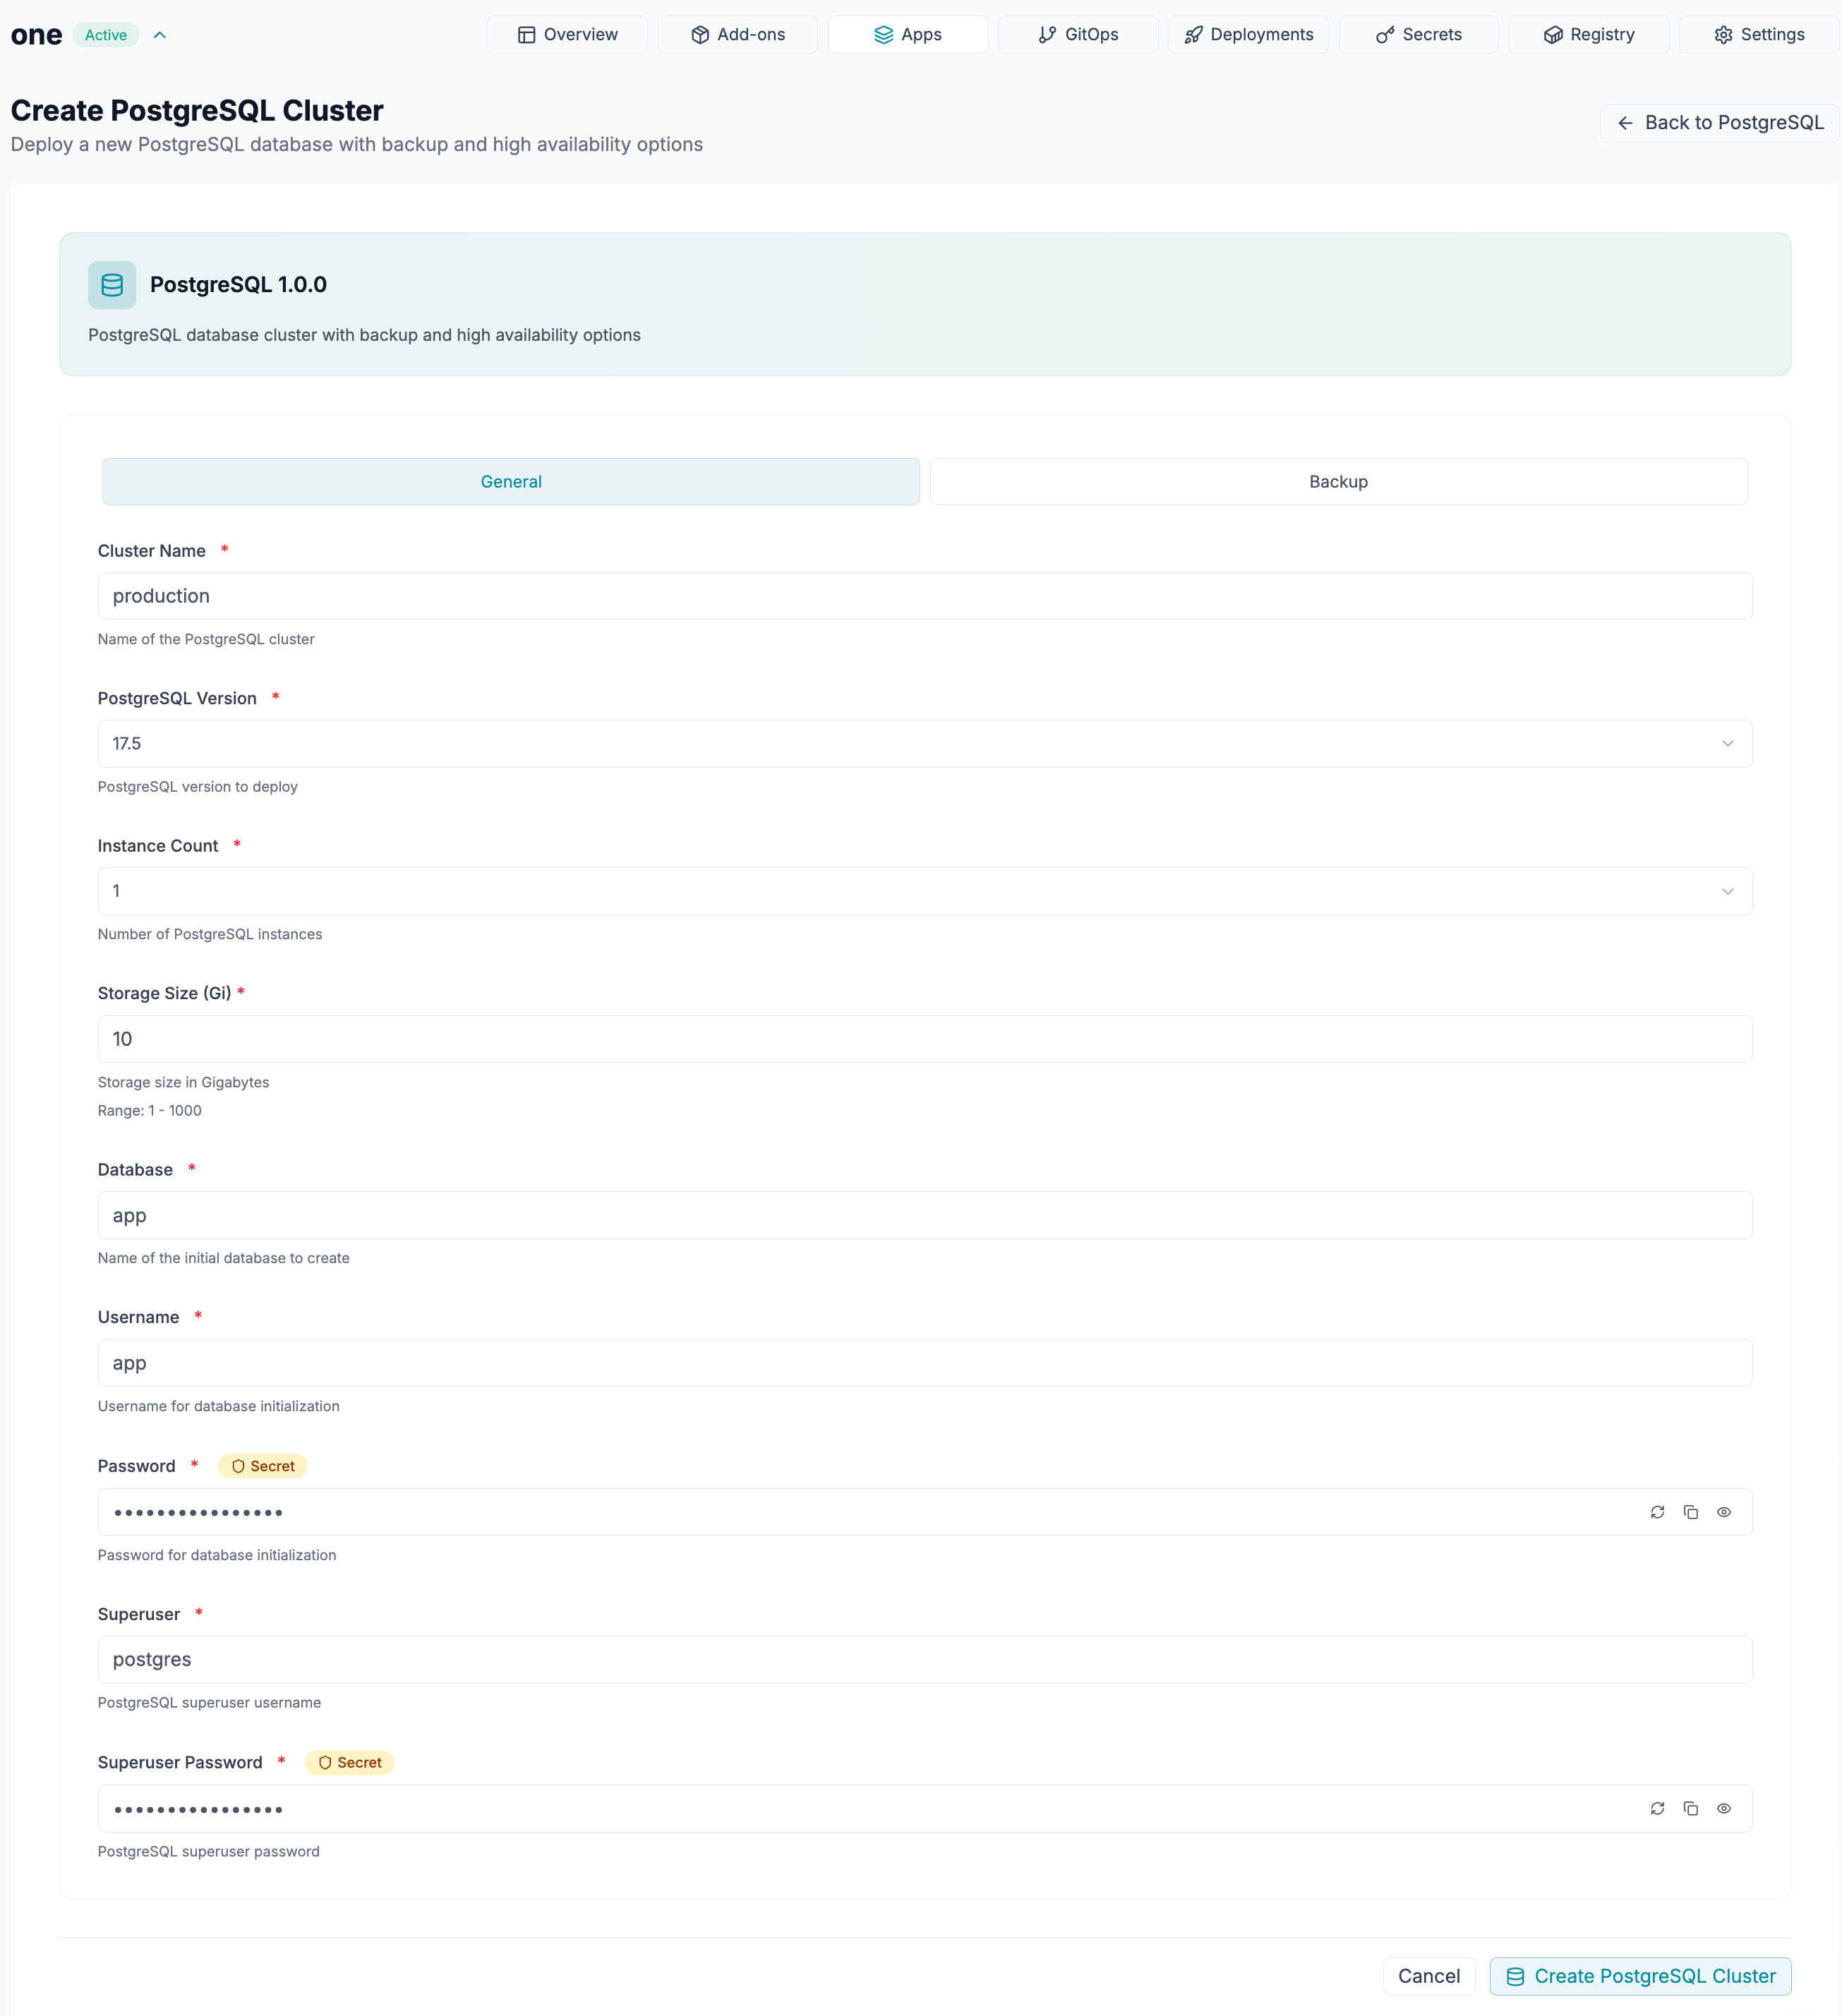 one Active
Overview
Add-ons
Apps
GitOps
Deployments
Secrets
Registry
Settings
Create PostgreSQL Cluster
Deploy a new PostgreSQL database with backup and high availability options
Back to PostgreSQL
PostgreSQL 1.0.0
PostgreSQL database cluster with backup and high availability options
General
Backup
Cluster Name *
production
Name of the PostgreSQL cluster
PostgreSQL Version *
17.5
PostgreSQL version to deploy
Instance Count *
1
Number of PostgreSQL instances
Storage Size (Gi) *
10
Storage size in Gigabytes
Range: 1 - 1000
Database *
app
Name of the initial database to create
Username *
app
Username for database initialization
Password * Secret
••••••••••••••••
Password for database initialization
Superuser *
postgres
PostgreSQL superuser username
Superuser Password * Secret
••••••••••••••••
PostgreSQL superuser password
Cancel
Create PostgreSQL Cluster